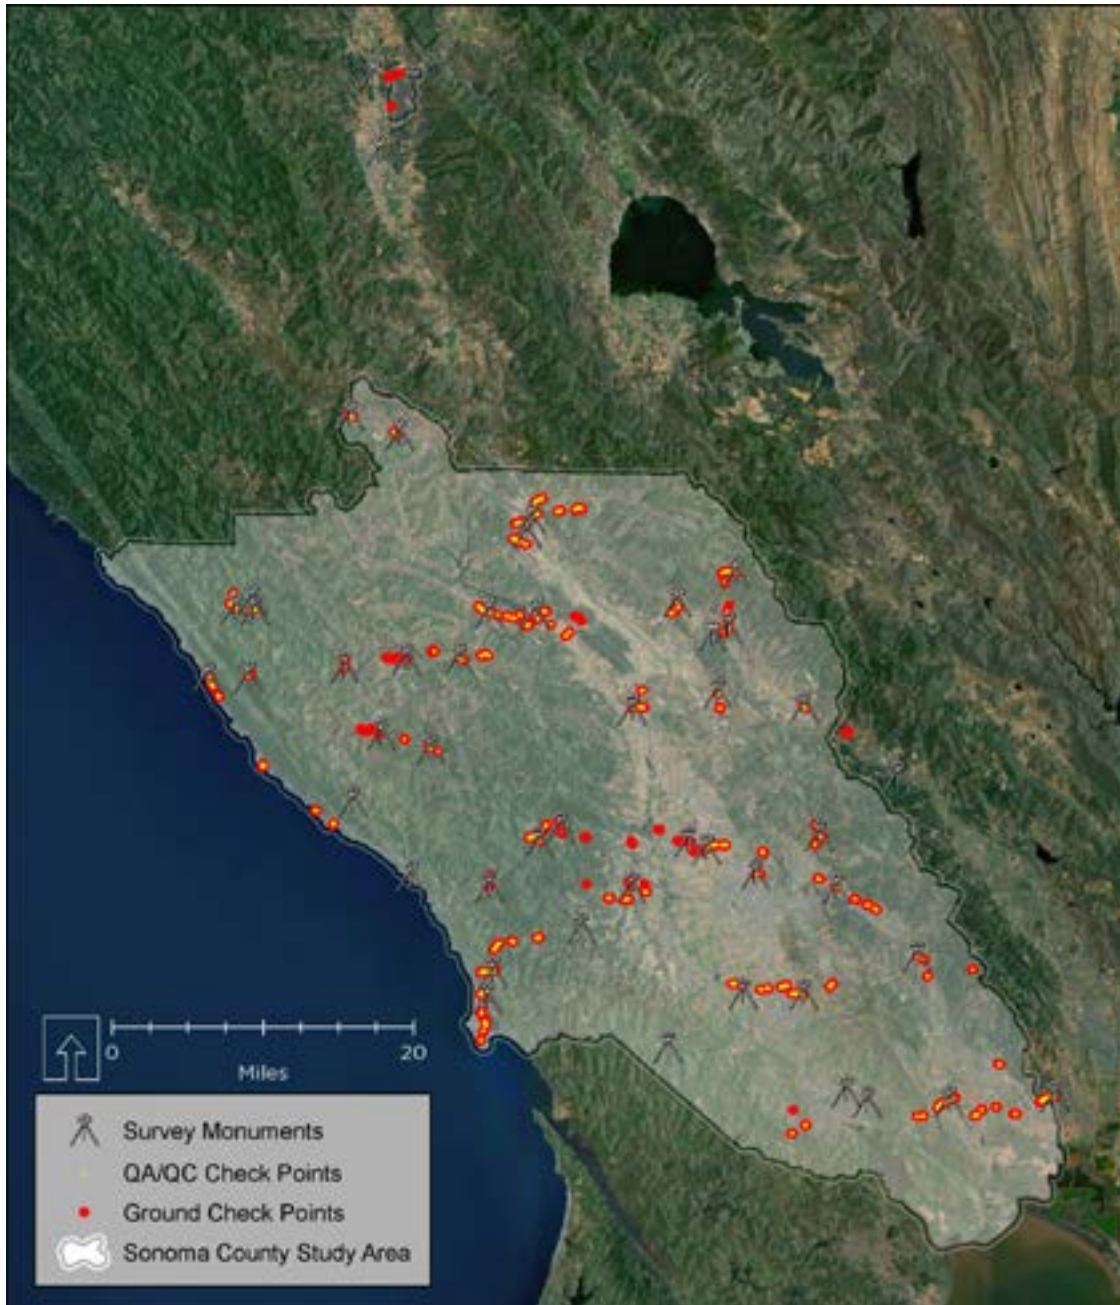 0 20
Miles
Survey Monuments
QA/QC Check Points
Ground Check Points
Sonoma County Study Area